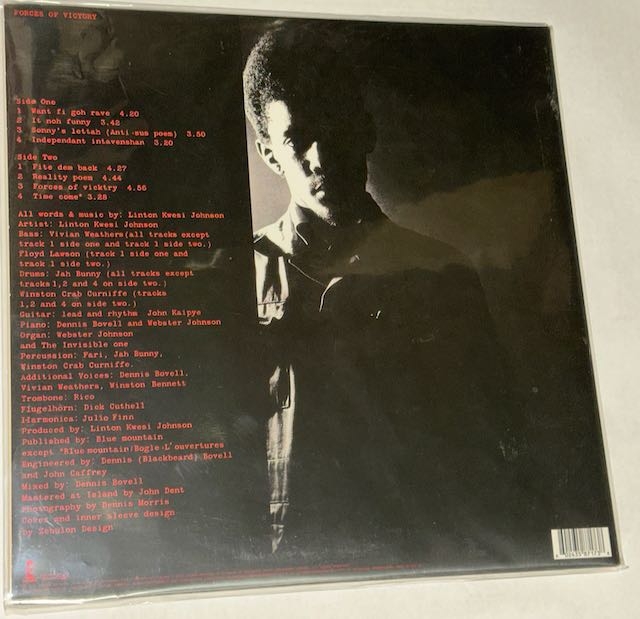 FORCES OF VICTORY
Side One
1 Want fi goh rave 4.20
2 It noh funny 3.42
3 Sonny's lettah (Anti-sus poem) 3.50
4 Independant intavenshan 3.20
Side Two
1 Fite dem back 4.27
2 Reality poem 4.44
3 Forces of vicktry 4.56
4 Time come* 3.28
All words & music by: Linton Kwesi Johnson
Artist: Linton Kwesi Johnson
Bass: Vivian Weathers(all tracks except
track 1 side one and track 1 side two.)
Floyd Lawson (track 1 side one and
track 1 side two.)
Drums: Jah Bunny (all tracks except
tracks 1,2 and 4 on side two.)
Winston Crab Curniffe (tracks
1,2 and 4 on side two.)
Guitar: lead and rhythm John Kaipye
Piano: Dennis Bovell and Webster Johnson
Organ: Webster Johnson
and The Invisible one
Percussion: Fari, Jah Bunny,
Winston Crab Curniffe.
Additional Voices: Dennis Bovell,
Vivian Weathers, Winston Bennett
Trombone: Rico
Flugelhorn: Dick Cuthell
Harmonica: Julio Finn
Produced by: Linton Kwesi Johnson
Published by: Blue mountain
except *Blue mountain/Bogle-L'ouvertures
Engineered by: Dennis (Blackbeard) Bovell
and John Caffrey
Mixed by: Dennis Bovell
Mastered at Island by John Dent
Photography by Dennis Morris
Cover and inner sleeve design
by Zebulon Design